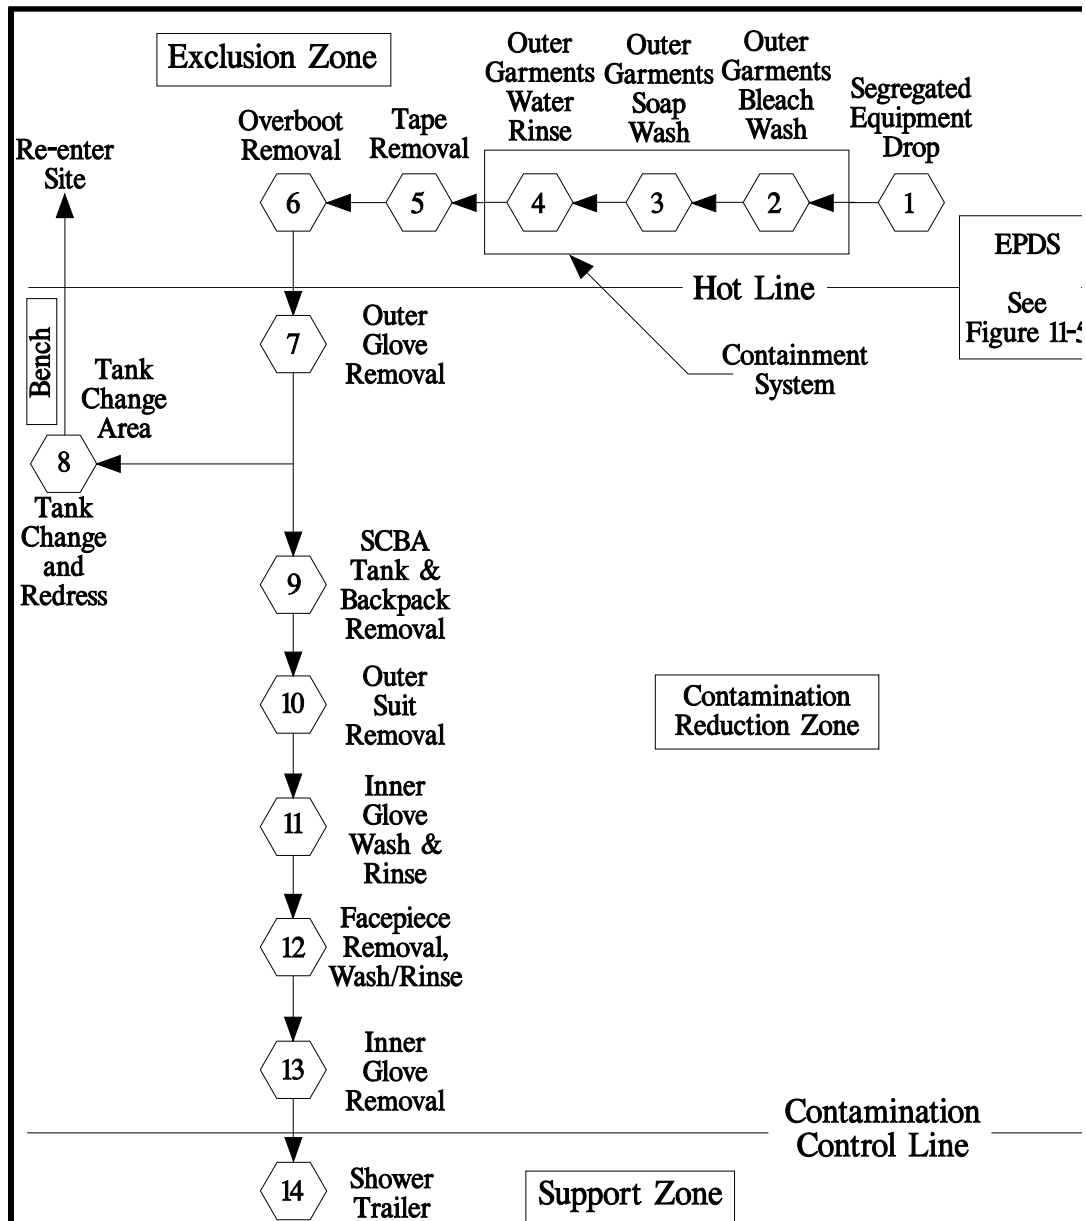 Exclusion Zone
Outer
Garments
Water
Rinse
Outer
Garments
Soap
Wash
Outer
Garments
Bleach
Wash
Segregated
Equipment
Drop
Overboot
Removal
Tape
Removal
Re-enter
Site
6
5
4
3
2
1
EPDS
See
Figure 11-5
Hot Line
Containment
System
7
Outer
Glove
Removal
Bench
Tank
Change
Area
8
Tank
Change
and
Redress
9
SCBA
Tank &
Backpack
Removal
10
Outer
Suit
Removal
Contamination
Reduction Zone
11
Inner
Glove
Wash &
Rinse
12
Facepiece
Removal,
Wash/Rinse
13
Inner
Glove
Removal
Contamination
Control Line
14
Shower
Trailer
Support Zone